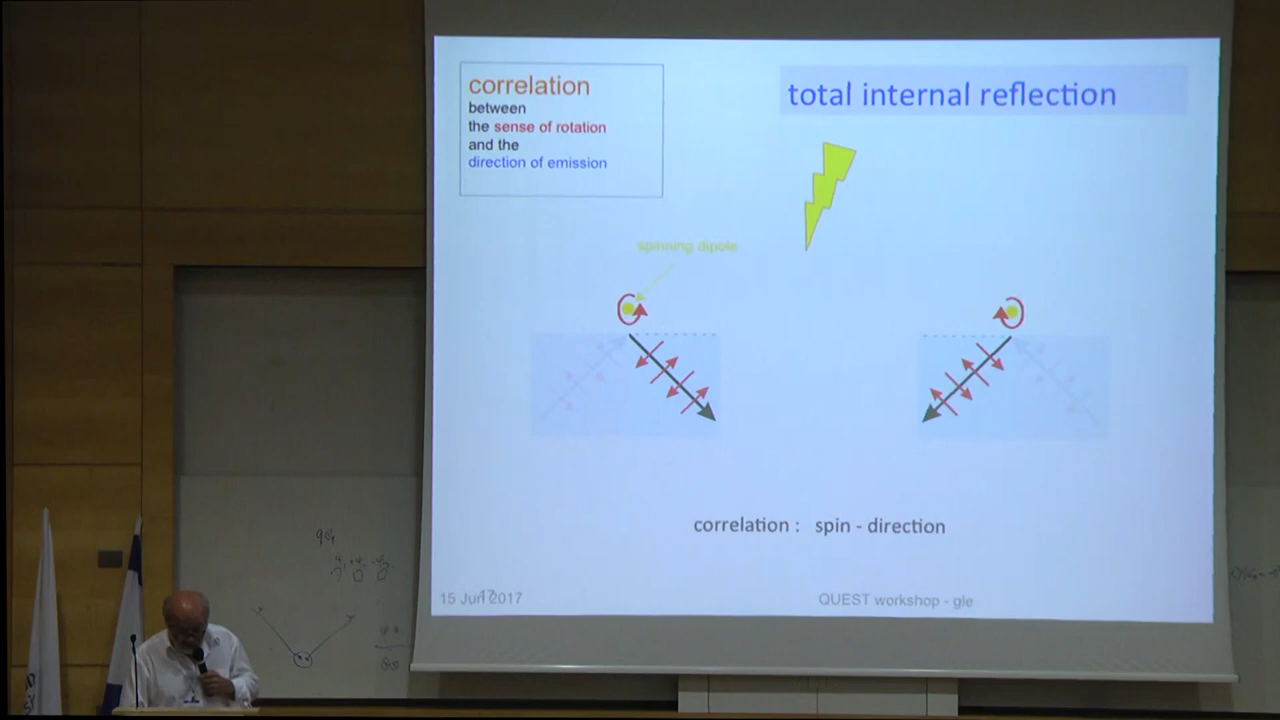 correlation
between
the sense of rotation
and the
direction of emission
total internal reflection
spinning dipole
correlation : spin - direction
15 Jun 2017
17
QUEST workshop - gle